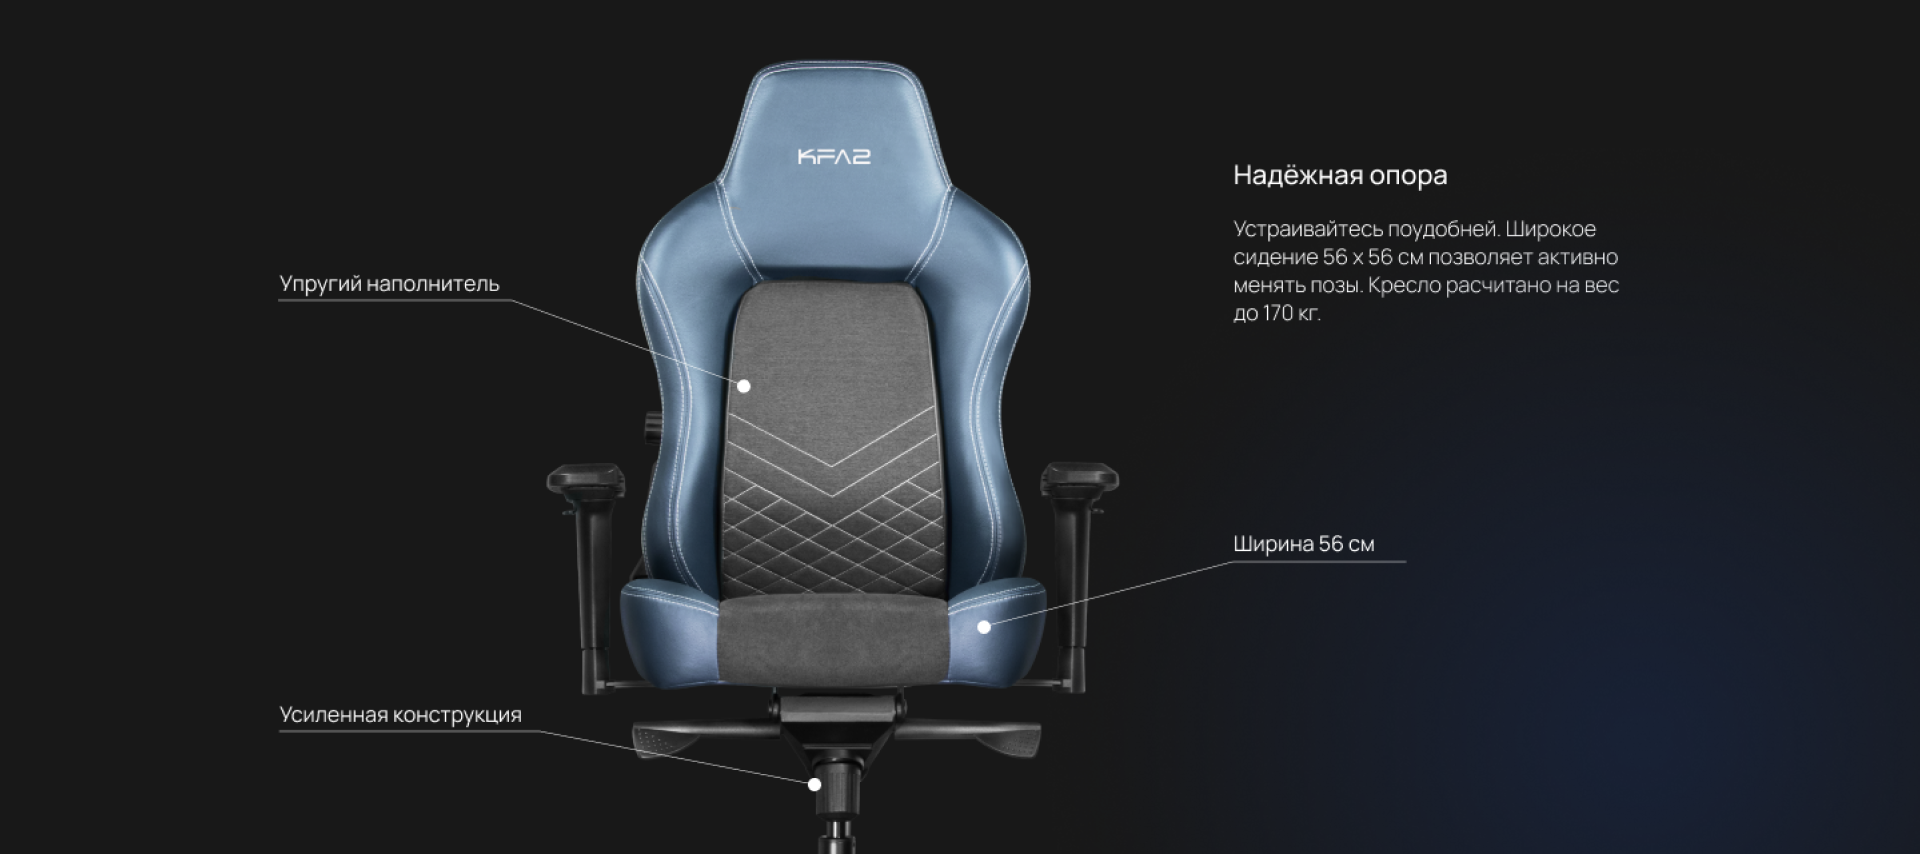 KFA2
Надёжная опора
Устраивайтесь поудобней. Широкое
сидение 56 x 56 см позволяет активно
менять позы. Кресло расчитано на вес
до 170 кг.
Упругий наполнитель
Ширина 56 см
Усиленная конструкция